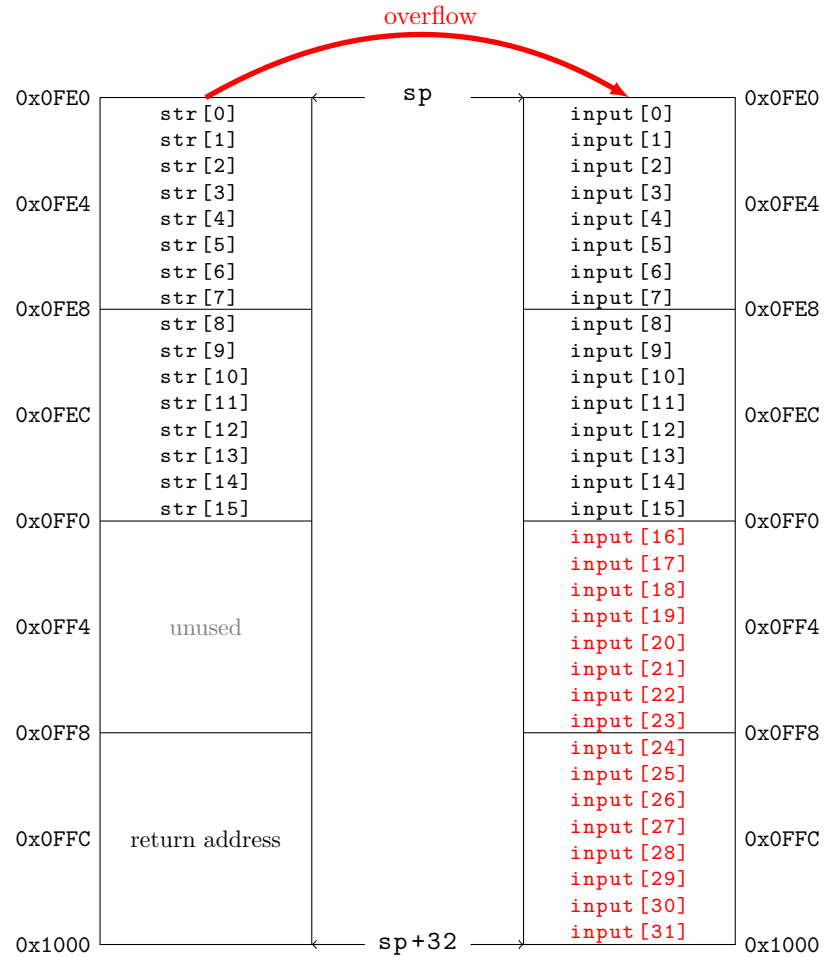 overflow
0x0FE0 sp 0x0FE0
str[0] input[0]
str[1] input[1]
str[2] input[2]
str[3] input[3]
0x0FE4 0x0FE4
str[4] input[4]
str[5] input[5]
str[6] input[6]
str[7] input[7]
0x0FE8 0x0FE8
str[8] input[8]
str[9] input[9]
str[10] input[10]
str[11] input[11]
0x0FEC 0x0FEC
str[12] input[12]
str[13] input[13]
str[14] input[14]
str[15] input[15]
0x0FF0 0x0FF0
input[16]
input[17]
input[18]
input[19]
0x0FF4 unused 0x0FF4
input[20]
input[21]
input[22]
input[23]
0x0FF8 0x0FF8
input[24]
input[25]
input[26]
input[27]
0x0FFC return address 0x0FFC
input[28]
input[29]
input[30]
input[31]
0x1000 sp+32 0x1000